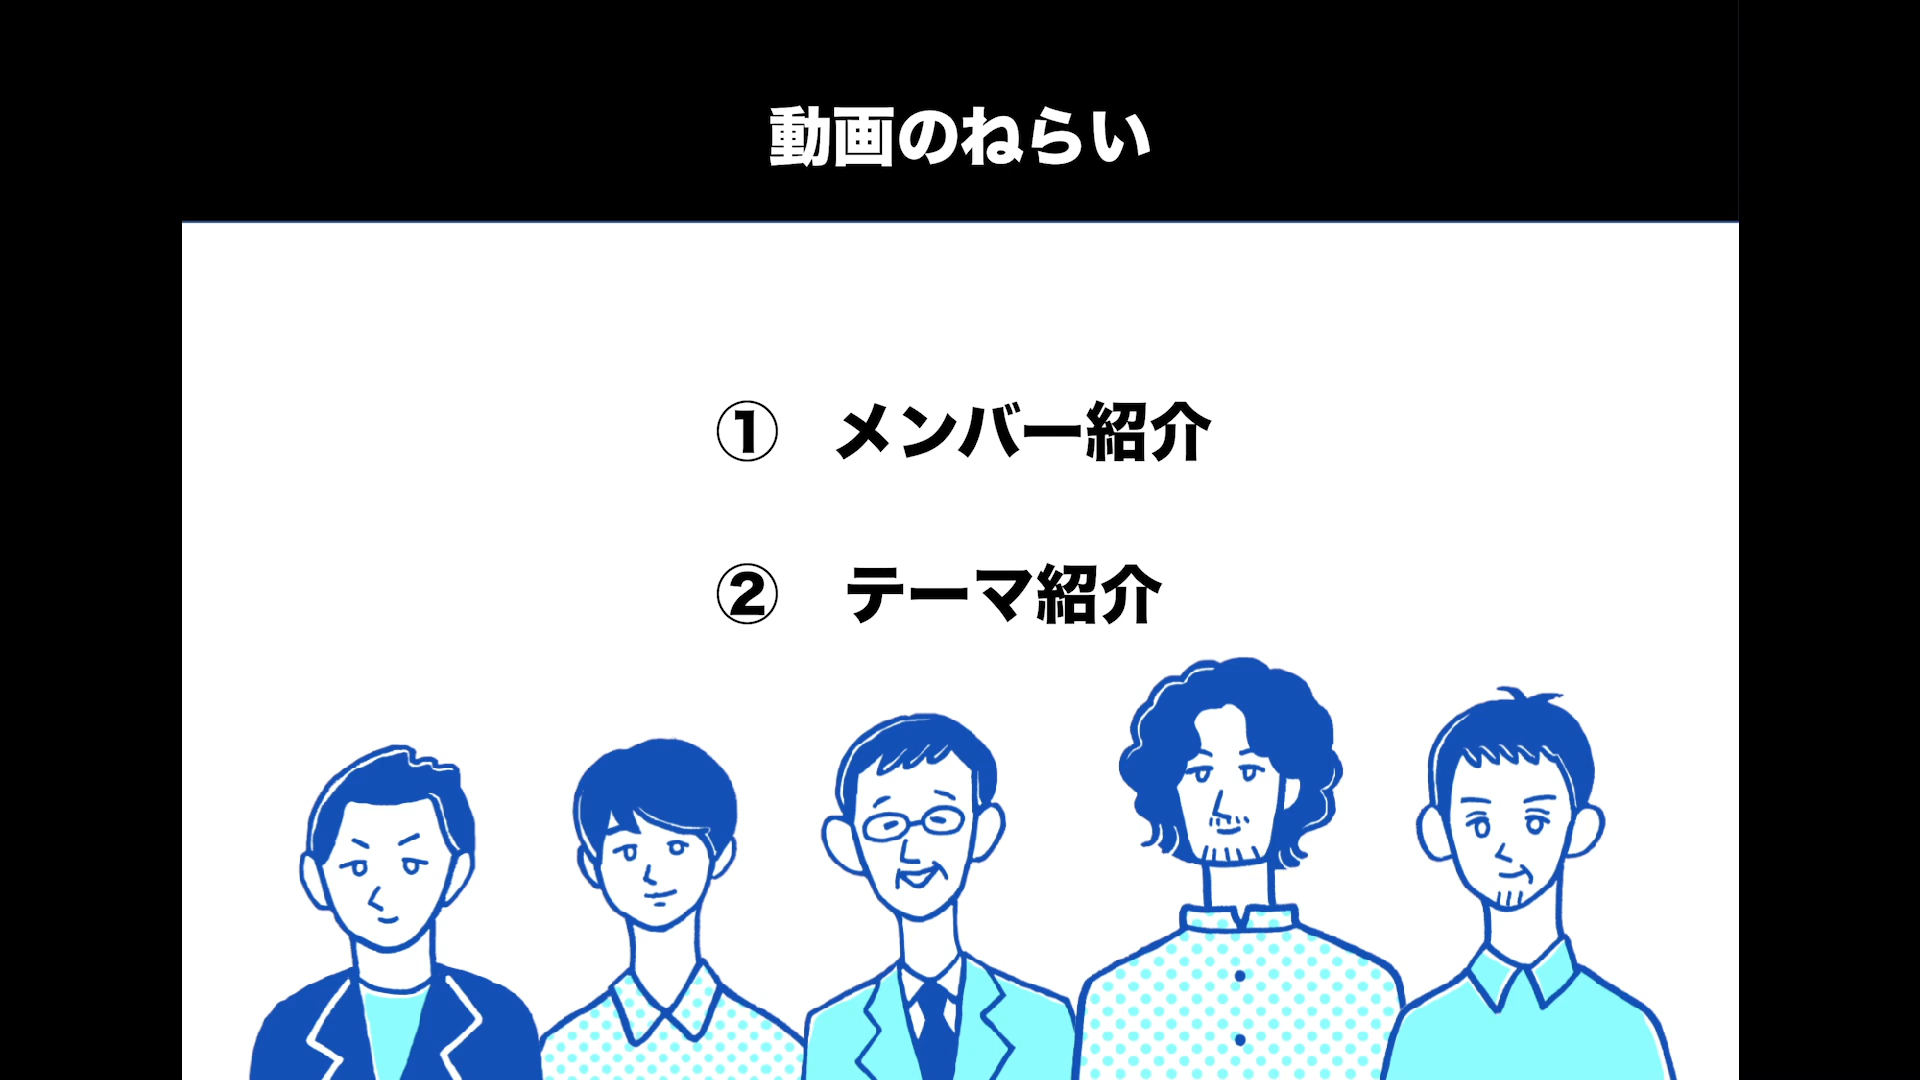 動画のねらい
① メンバー紹介
② テーマ紹介